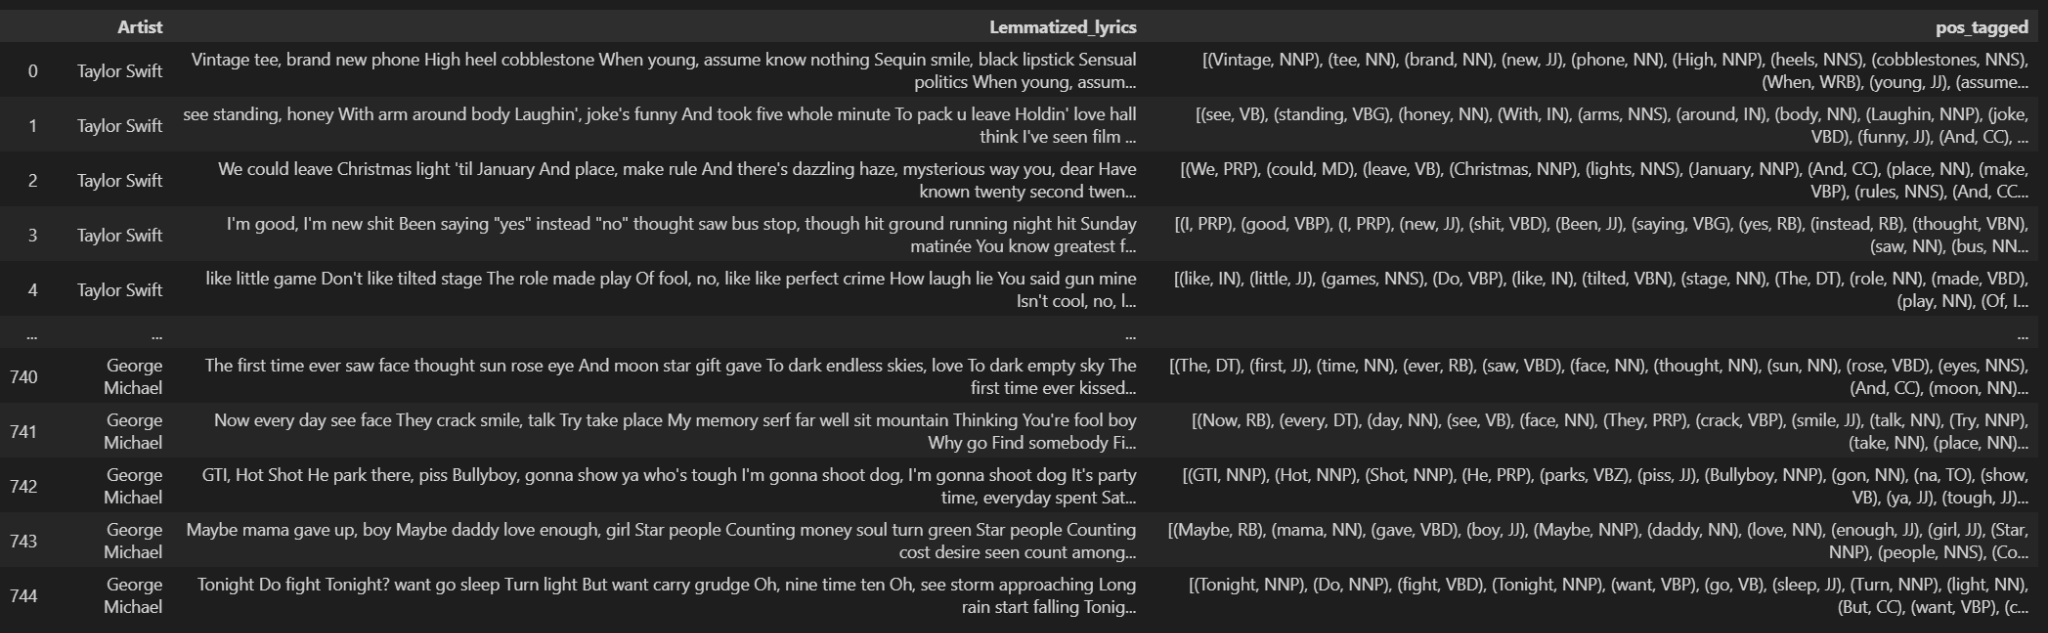 Artist Lemmatized_lyrics pos_tagged
0 Taylor Swift Vintage tee, brand new phone High heel cobblestone When young, assume know nothing Sequin smile, black lipstick Sensual [(Vintage, NNP), (tee, NN), (brand, NN), (new, JJ), (phone, NN), (High, NNP), (heels, NNS), (cobblestones, NNS),
politics When young, assum... (When, WRB), (young, JJ), (assume...
1 Taylor Swift see standing, honey With arm around body Laughin', joke's funny And took five whole minute To pack u leave Holdin' love hall [(see, VB), (standing, VBG), (honey, NN), (With, IN), (arms, NNS), (around, IN), (body, NN), (Laughin, NNP), (joke,
think I've seen film ... VBD), (funny, JJ), (And, CC), ...
2 Taylor Swift We could leave Christmas light 'til January And place, make rule And there's dazzling haze, mysterious way you, dear Have [(We, PRP), (could, MD), (leave, VB), (Christmas, NNP), (lights, NNS), (January, NNP), (And, CC), (place, NN), (make,
known twenty second twen... VBP), (rules, NNS), (And, CC...
3 Taylor Swift I'm good, I'm new shit Been saying "yes" instead "no" thought saw bus stop, though hit ground running night hit Sunday [(I, PRP), (good, VBP), (I, PRP), (new, JJ), (shit, VBD), (Been, JJ), (saying, VBG), (yes, RB), (instead, RB), (thought, VBN),
matinée You know greatest f... (saw, NN), (bus, NN...
4 Taylor Swift like little game Don't like tilted stage The role made play Of fool, no, like like perfect crime How laugh lie You said gun mine [(like, IN), (little, JJ), (games, NNS), (Do, VBP), (like, IN), (tilted, VBN), (stage, NN), (The, DT), (role, NN), (made, VBD),
Isn't cool, no, l... (play, NN), (Of, I...
... ... ... ...
740 George Michael The first time ever saw face thought sun rose eye And moon star gift gave To dark endless skies, love To dark empty sky The [(The, DT), (first, JJ), (time, NN), (ever, RB), (saw, VBD), (face, NN), (thought, NN), (sun, NN), (rose, VBD), (eyes, NNS),
first time ever kissed... (And, CC), (moon, NN)...
741 George Michael Now every day see face They crack smile, talk Try take place My memory serf far well sit mountain Thinking You're fool boy [(Now, RB), (every, DT), (day, NN), (see, VB), (face, NN), (They, PRP), (crack, VBP), (smile, JJ), (talk, NN), (Try, NNP),
Why go Find somebody Fi... (take, NN), (place, NN)...
742 George Michael GTI, Hot Shot He park there, piss Bullyboy, gonna show ya who's tough I'm gonna shoot dog, I'm gonna shoot dog It's party [(GTI, NNP), (Hot, NNP), (Shot, NNP), (He, PRP), (parks, VBZ), (piss, JJ), (Bullyboy, NNP), (gon, NN), (na, TO), (show,
time, everyday spent Sat... VB), (ya, JJ), (tough, JJ)...
743 George Michael Maybe mama gave up, boy Maybe daddy love enough, girl Star people Counting money soul turn green Star people Counting [(Maybe, RB), (mama, NN), (gave, VBD), (boy, JJ), (Maybe, NNP), (daddy, NN), (love, NN), (enough, JJ), (girl, JJ), (Star,
cost desire seen count among... NNP), (people, NNS), (Co...
744 George Michael Tonight Do fight Tonight? want go sleep Turn light But want carry grudge Oh, nine time ten Oh, see storm approaching Long [(Tonight, NNP), (Do, NNP), (fight, VBD), (Tonight, NNP), (want, VBP), (go, VB), (sleep, JJ), (Turn, NNP), (light, NN),
rain start falling Tonig... (But, CC), (want, VBP), (c...